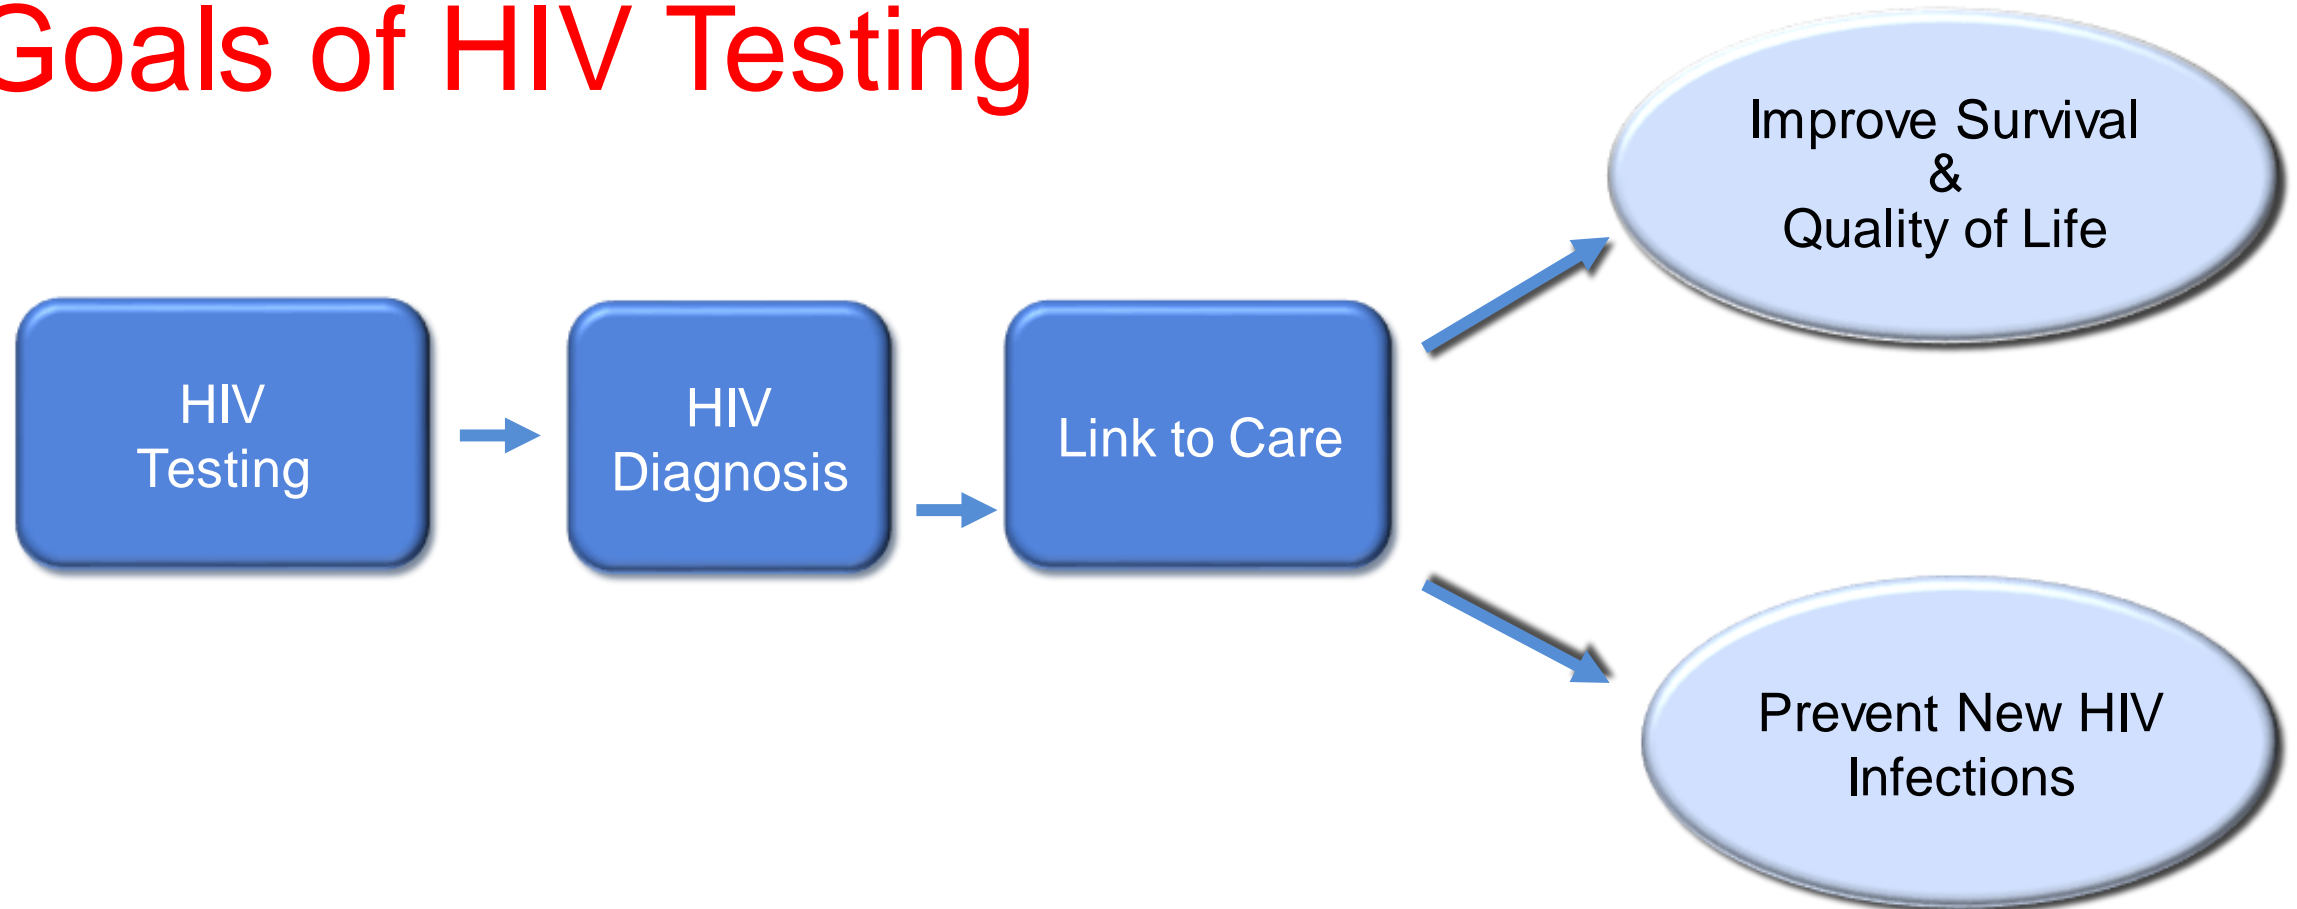 Goals of HIV Testing
HIV
Testing
HIV
Diagnosis
Link to Care
Improve Survival
&
Quality of Life
Prevent New HIV
Infections